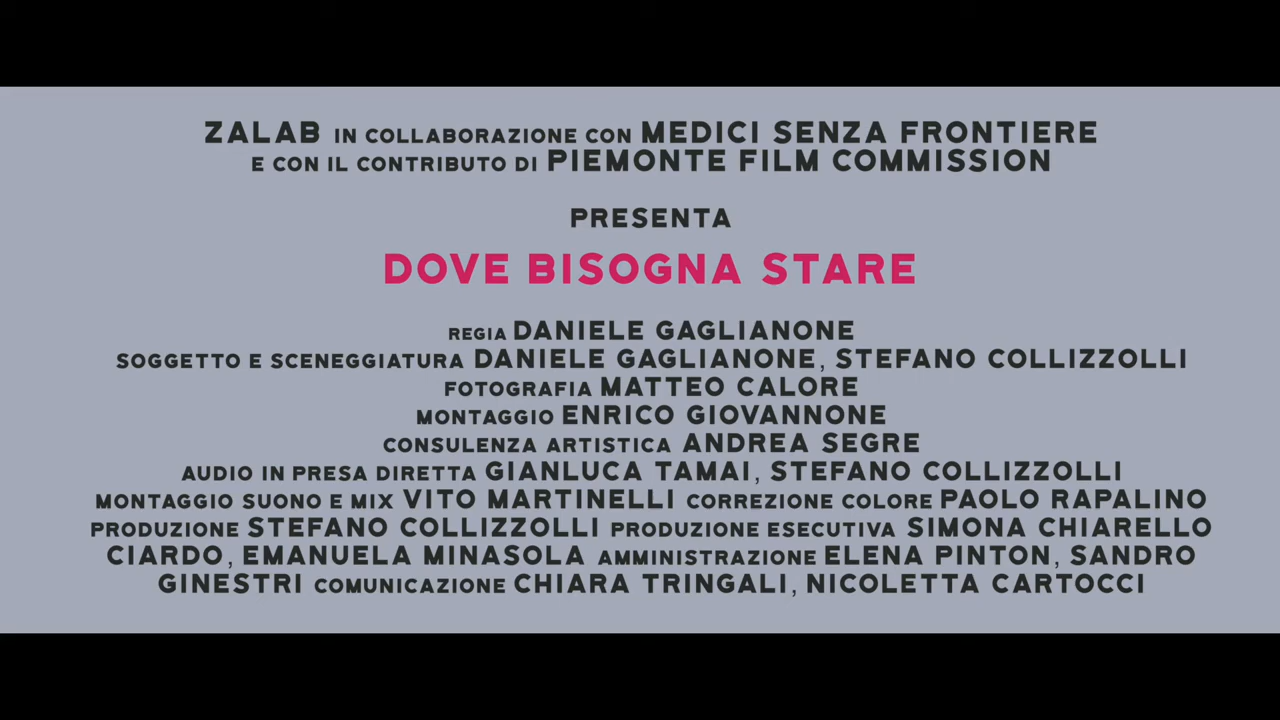 ZALAB IN COLLABORAZIONE CON MEDICI SENZA FRONTIERE
E CON IL CONTRIBUTO DI PIEMONTE FILM COMMISSION
PRESENTA
DOVE BISOGNA STARE
REGIA DANIELE GAGLIANONE
SOGGETTO E SCENEGGIATURA DANIELE GAGLIANONE, STEFANO COLLIZZOLLI
FOTOGRAFIA MATTEO CALORE
MONTAGGIO ENRICO GIOVANNONE
CONSULENZA ARTISTICA ANDREA SEGRE
AUDIO IN PRESA DIRETTA GIANLUCA TAMAI, STEFANO COLLIZZOLLI
MONTAGGIO SUONO E MIX VITO MARTINELLI CORREZIONE COLORE PAOLO RAPALINO
PRODUZIONE STEFANO COLLIZZOLLI PRODUZIONE ESECUTIVA SIMONA CHIARELLO
CIARDO, EMANUELA MINASOLA AMMINISTRAZIONE ELENA PINTON, SANDRO
GINESTRI COMUNICAZIONE CHIARA TRINGALI, NICOLETTA CARTOCCI